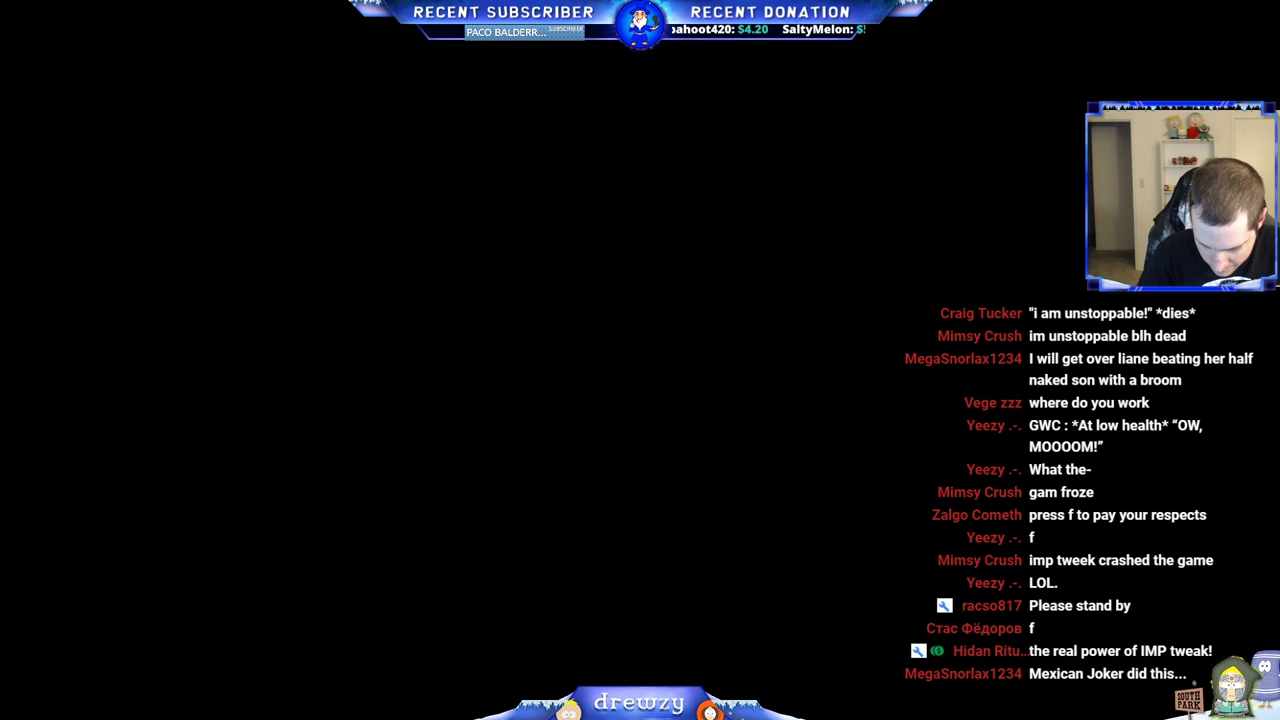 RECENT SUBSCRIBER
RECENT DONATION
PACO BALDERR... SUBSCRIBER
ahoot420: $4.20 SaltyMelon: $
Craig Tucker "i am unstoppable!" *dies*
Mimsy Crush im unstoppable blh dead
MegaSnorlax1234 I will get over liane beating her half
naked son with a broom
Vege zzz where do you work
Yeezy .-. GWC : *At low health* “OW,
MOOOOM!”
Yeezy .-. What the-
Mimsy Crush gam froze
Zalgo Cometh press f to pay your respects
Yeezy .-. f
Mimsy Crush imp tweek crashed the game
Yeezy .-. LOL.
racso817 Please stand by
Стас Фёдоров f
Hidan Ritu... the real power of IMP tweak!
MegaSnorlax1234 Mexican Joker did this...
SOUTH
PARK
drewzy